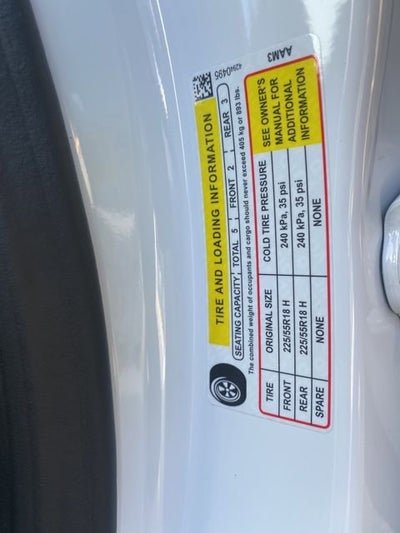 42W0495
AAM3
TIRE AND LOADING INFORMATION
SEATING CAPACITY TOTAL 5 FRONT 2 REAR 3
The combined weight of occupants and cargo should never exceed 405 kg or 893 lbs.
TIRE ORIGINAL SIZE COLD TIRE PRESSURE
FRONT 225/55R18 H 240 kPa, 35 psi
REAR 225/55R18 H 240 kPa, 35 psi
SPARE NONE NONE
SEE OWNER'S
MANUAL FOR
ADDITIONAL
INFORMATION